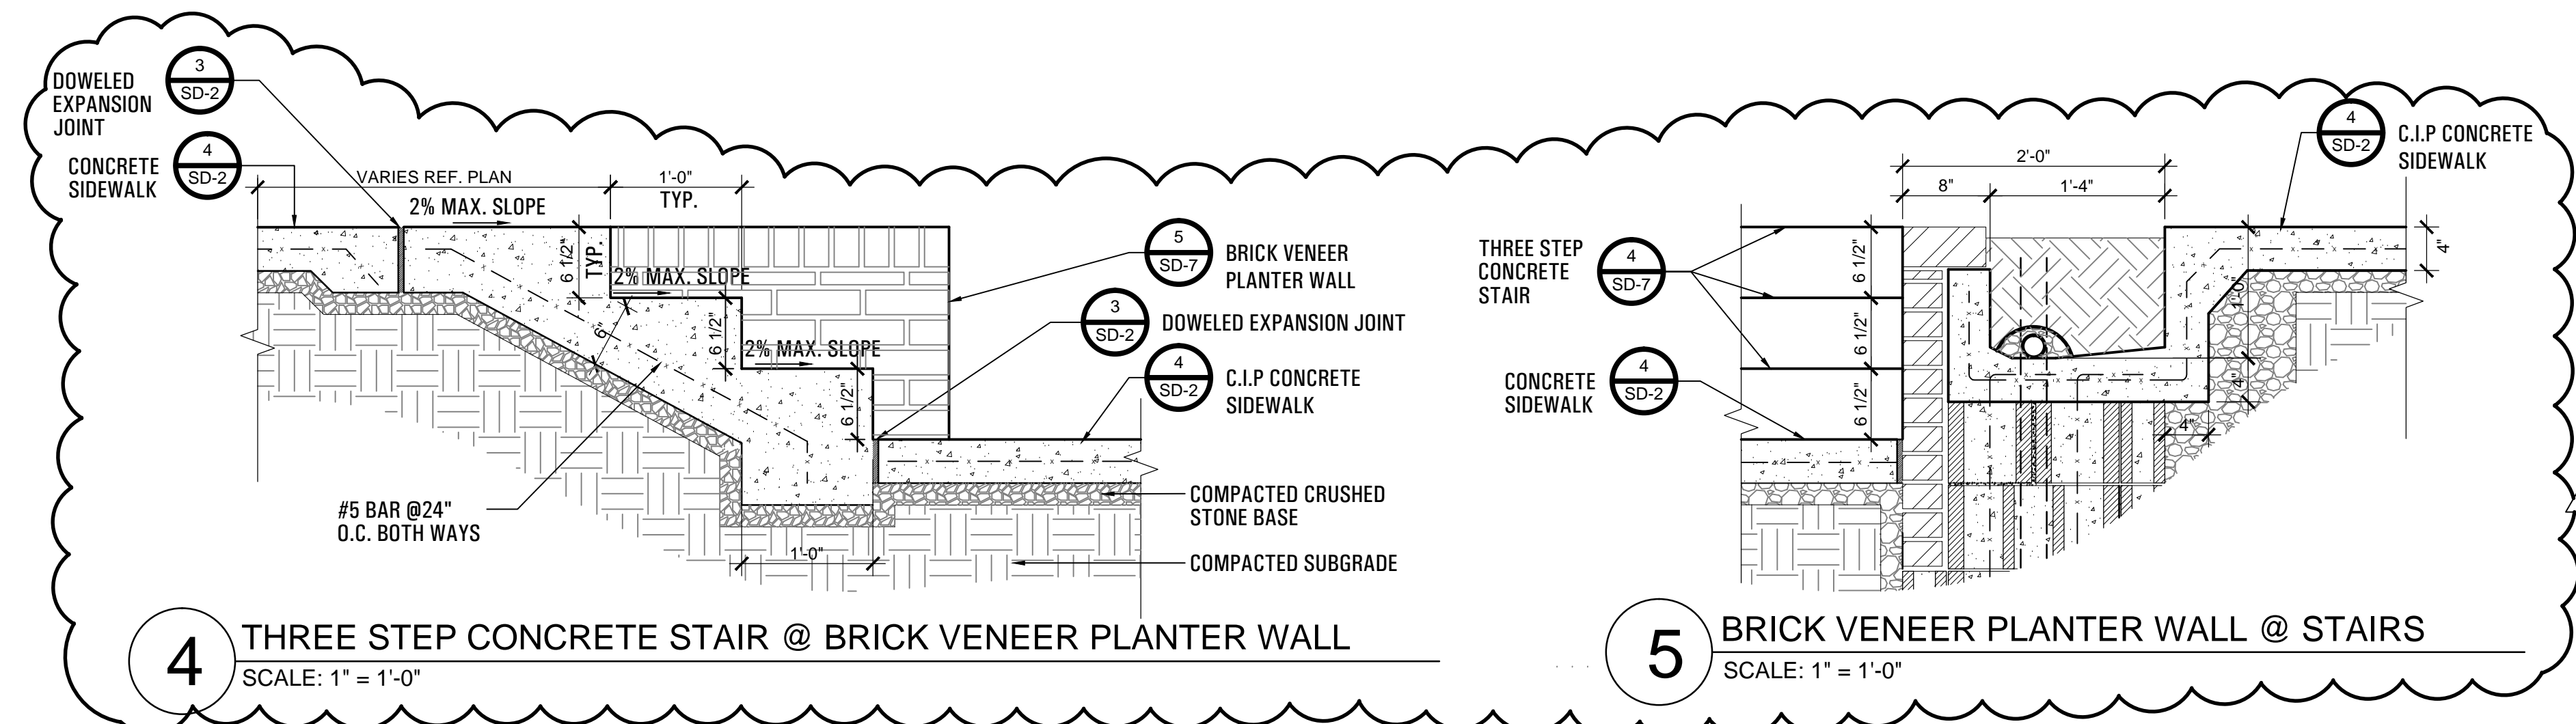 DOWELED
EXPANSION
JOINT
3
SD-2
CONCRETE
SIDEWALK
4
SD-2
VARIES REF. PLAN
1'-0"
TYP.
2% MAX. SLOPE
6 1/2"
TYP.
2% MAX. SLOPE
6"
6 1/2"
2% MAX. SLOPE
6 1/2"
5
SD-7
BRICK VENEER
PLANTER WALL
3
SD-2
DOWELED EXPANSION JOINT
4
SD-2
C.I.P CONCRETE
SIDEWALK
#5 BAR @24"
O.C. BOTH WAYS
1'-0"
COMPACTED CRUSHED
STONE BASE
COMPACTED SUBGRADE
4
THREE STEP CONCRETE STAIR @ BRICK VENEER PLANTER WALL
SCALE: 1" = 1'-0"
4
SD-2
C.I.P CONCRETE
SIDEWALK
2'-0"
8"
1'-4"
THREE STEP
CONCRETE
STAIR
4
SD-7
6 1/2"
6 1/2"
6 1/2"
4"
1'-0"
4"
4"
CONCRETE
SIDEWALK
4
SD-2
5
BRICK VENEER PLANTER WALL @ STAIRS
SCALE: 1" = 1'-0"